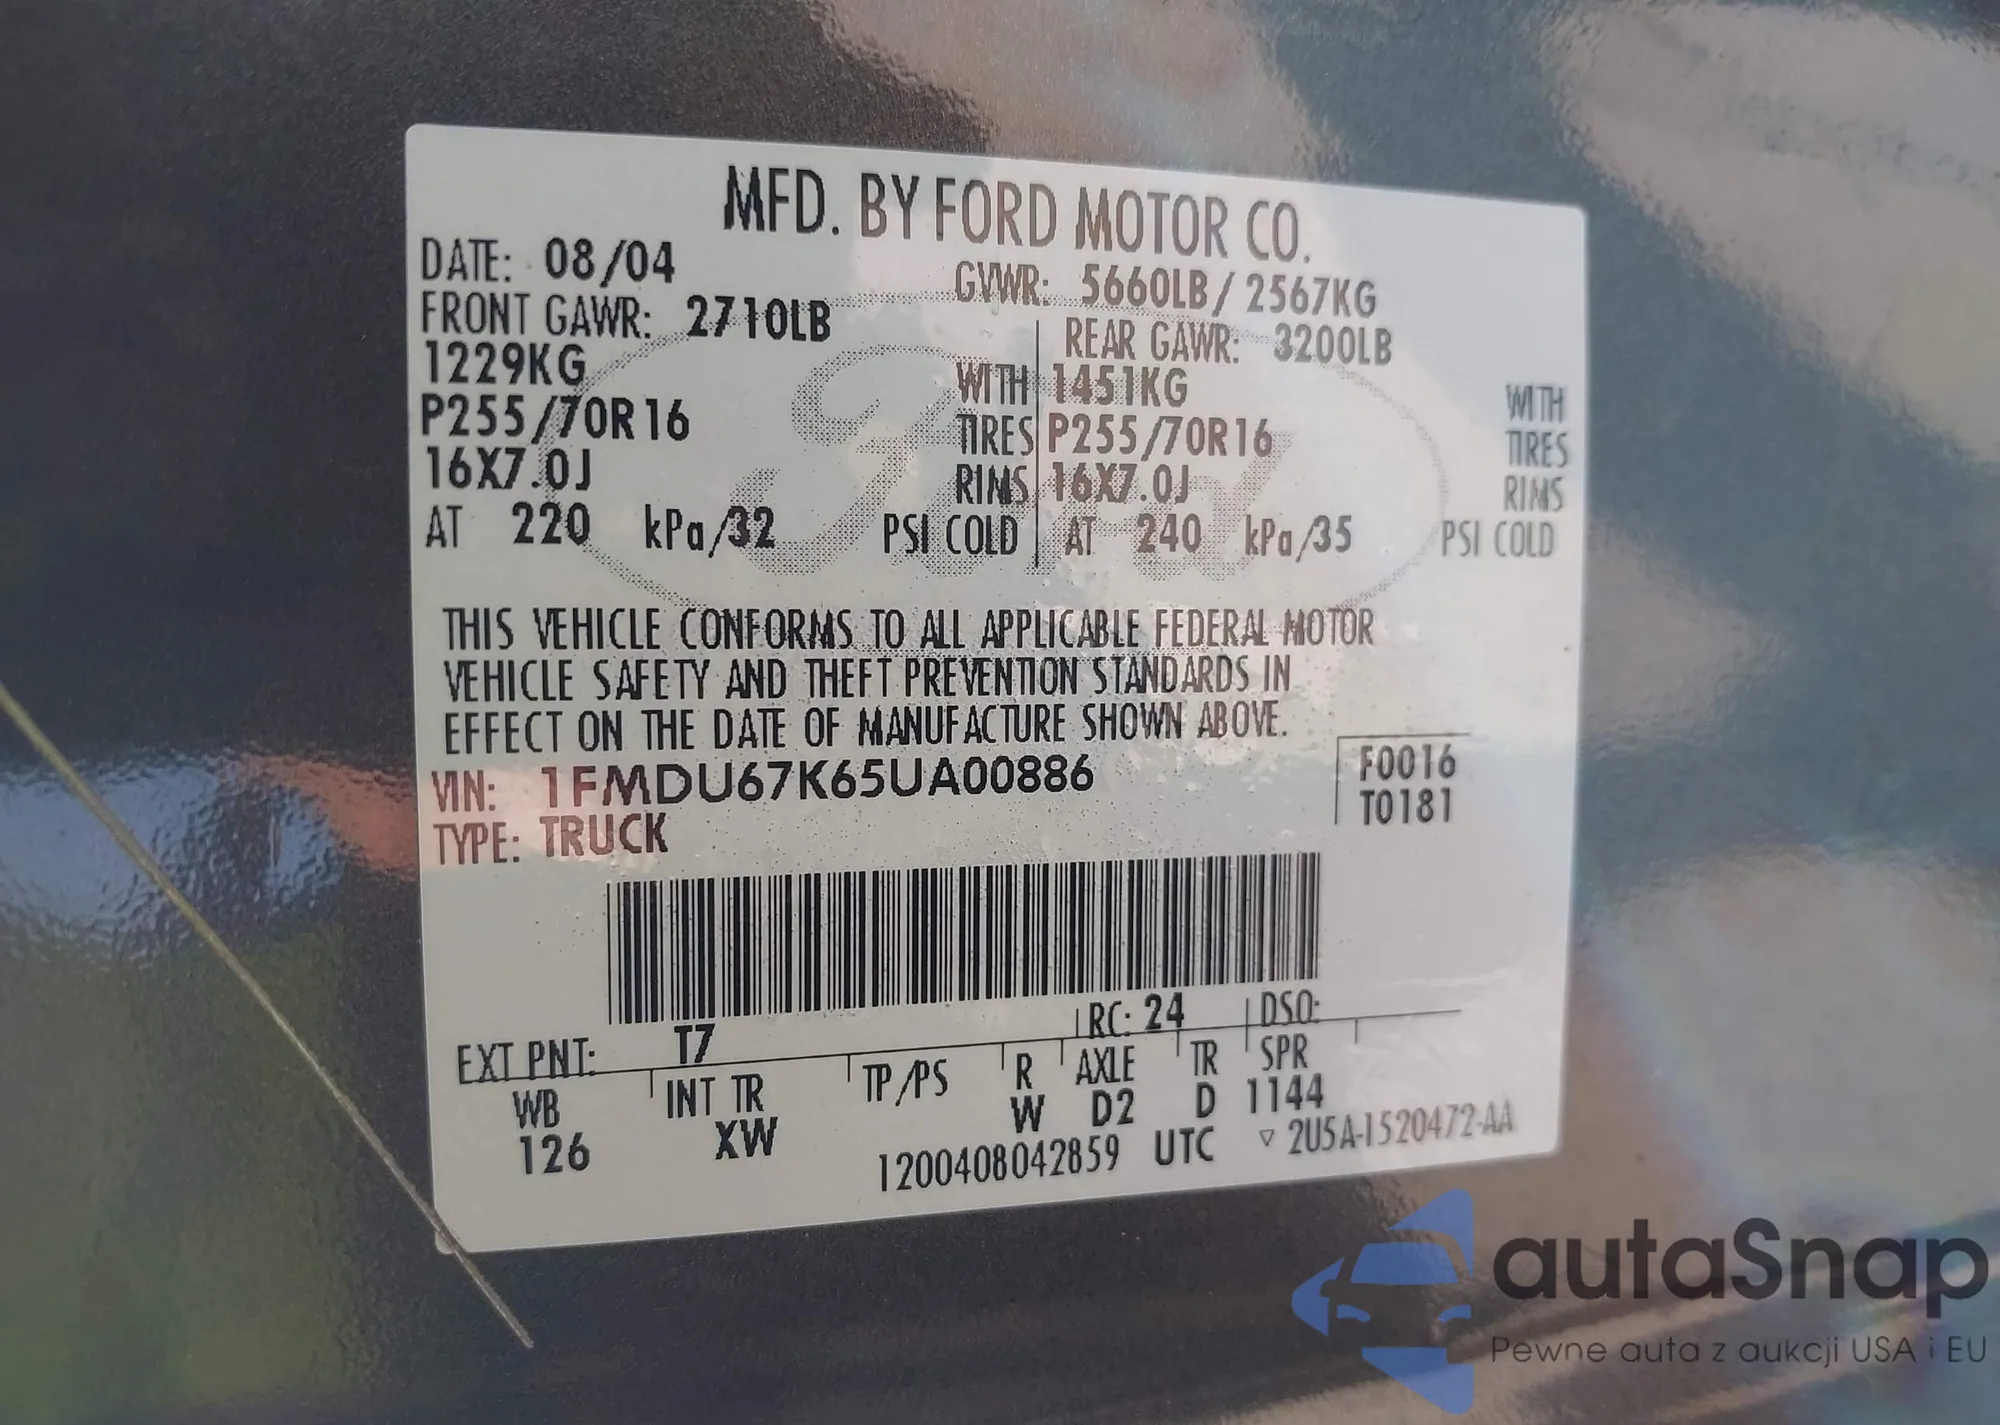 MFD. BY FORD MOTOR CO.
DATE: 08/04 GVWR: 5660LB/2567KG
FRONT GAWR: 2710LB REAR GAWR: 3200LB
1229KG WITH 1451KG WITH
P255/70R16 TIRES P255/70R16 TIRES
16X7.0J RIMS 16X7.0J RIMS
AT 220 kPa/32 PSI COLD AT 240 kPa/35 PSI COLD
Ford
THIS VEHICLE CONFORMS TO ALL APPLICABLE FEDERAL MOTOR
VEHICLE SAFETY AND THEFT PREVENTION STANDARDS IN
EFFECT ON THE DATE OF MANUFACTURE SHOWN ABOVE.
VIN: 1FMDU67K65UA00886 F0016
TYPE: TRUCK T0181
EXT PNT: T7 RC: 24 DSO:
WB INT TR TP/PS R AXLE TR SPR
126 XW W D2 D 1144
1200408042859 UTC ▽ 2U5A-1520472-AA
autaSnap
Pewne auta z aukcji USA i EU